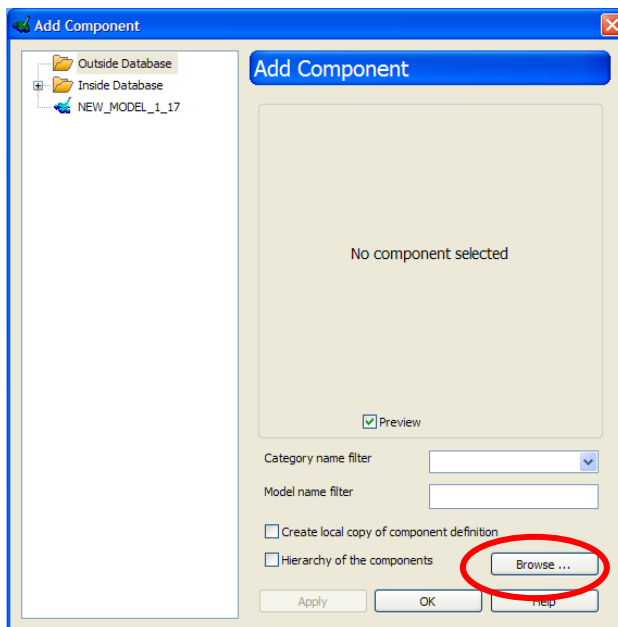 Add Component
Outside Database
Inside Database
NEW_MODEL_1_17
Add Component
No component selected
Preview
Category name filter
Model name filter
Create local copy of component definition
Hierarchy of the components
Browse ...
Apply
OK
Help